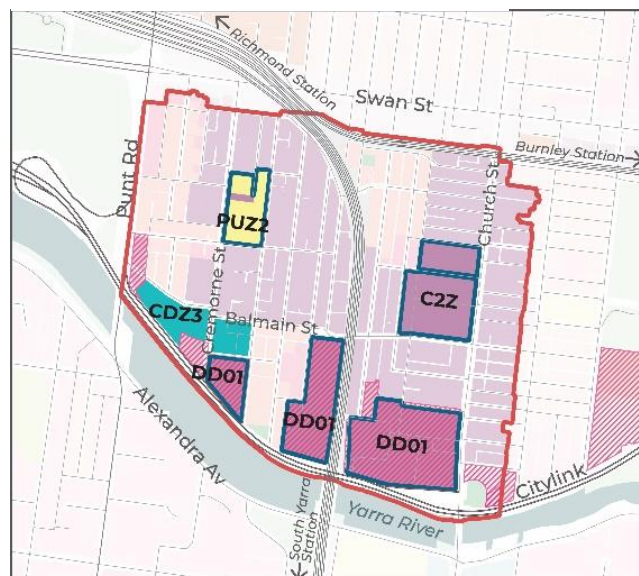 Richmond Station
Swan St
Burnley Station
Punt Rd
Church St
PUZ2
Cremorne St
C2Z
CDZ3
Balmain St
DD01
DD01
DD01
Alexandra Av
South Yarra
Station
Yarra River
Citylink